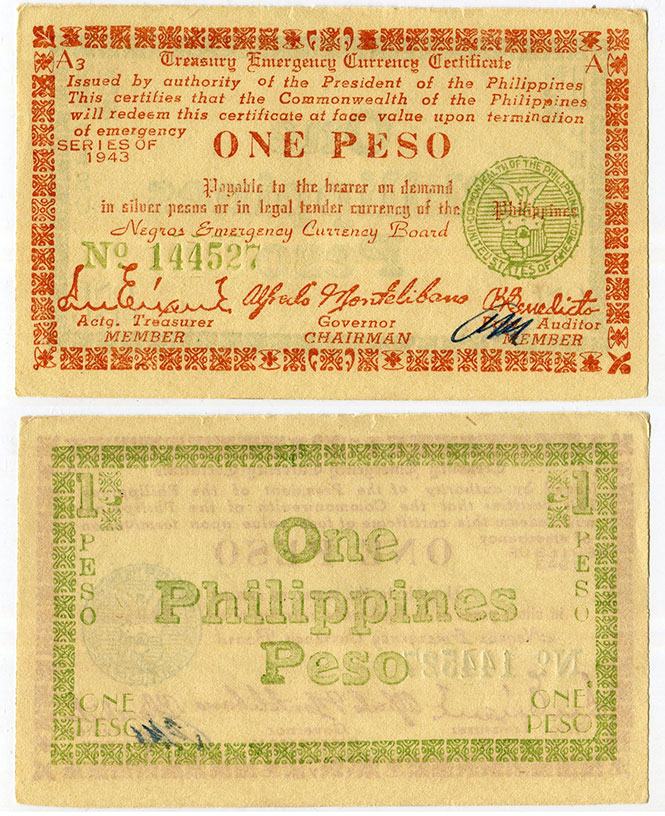 A3 Treasury Emergency Currency Certificate A
Issued by authority of the President of the Philippines
This certifies that the Commonwealth of the Philippines
will redeem this certificate at face value upon termination
of emergency
SERIES OF
1943
ONE PESO
Payable to the bearer on demand
in silver pesos or in legal tender currency of the Philippines
Negros Emergency Currency Board
COMMONWEALTH OF THE PHILIPPINES
UNITED STATES OF AMERICA
No 144527
Alfredo Montelibano
Benedicto
Actg. Treasurer
MEMBER
Governor
CHAIRMAN
Auditor
MEMBER
1
1
PESO
PESO
One
Philippines
Peso
ONE
PESO
ONE
PESO